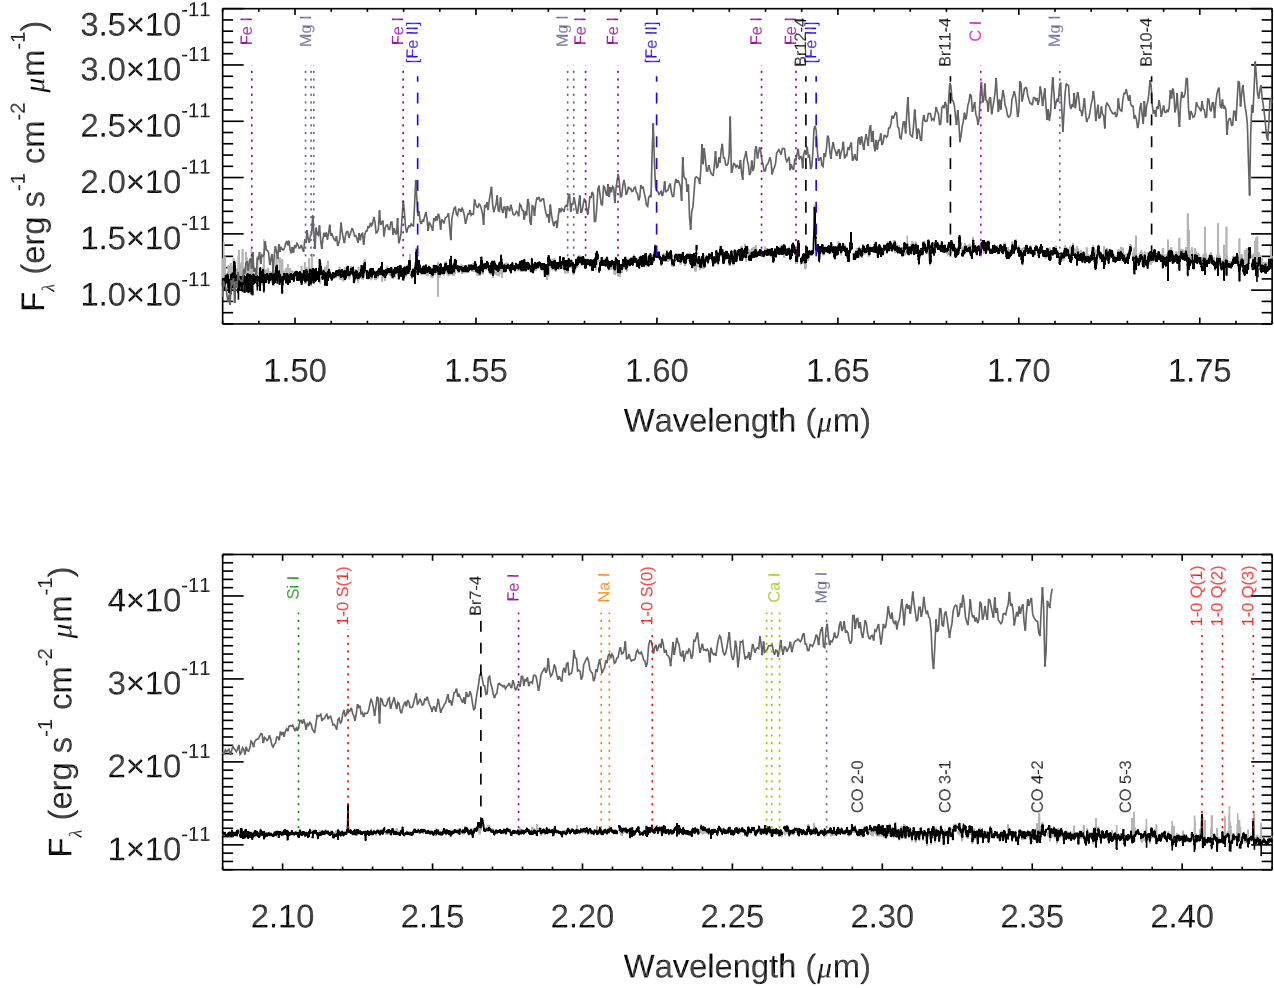 3.5×10-11
3.0×10-11
2.5×10-11
2.0×10-11
1.5×10-11
1.0×10-11
Fλ (erg s-1 cm-2 μm-1)
Fe I
Mg I
Fe I
[Fe II]
Mg I
Fe I
Fe I
[Fe II]
Fe I
Fe I
Br12-4
[Fe II]
Br11-4
C I
Mg I
Br10-4
1.50
1.55
1.60
1.65
1.70
1.75
Wavelength (μm)
4×10-11
3×10-11
2×10-11
1×10-11
Fλ (erg s-1 cm-2 μm-1)
Si I
1-0 S(1)
Br7-4
Fe I
Na I
1-0 S(0)
Ca I
Mg I
1-0 Q(1)
1-0 Q(2)
1-0 Q(3)
CO 2-0
CO 3-1
CO 4-2
CO 5-3
2.10
2.15
2.20
2.25
2.30
2.35
2.40
Wavelength (μm)